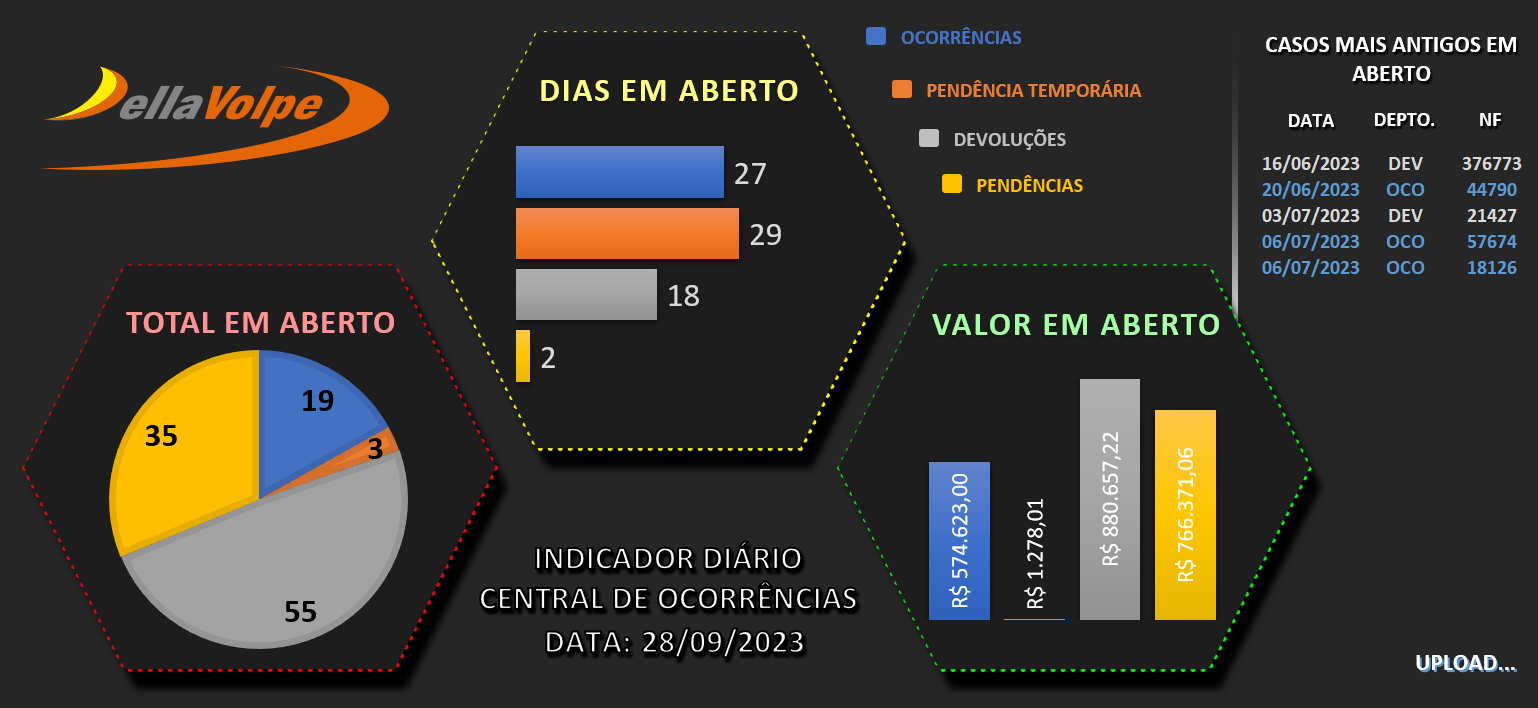 ellaVolpe
DIAS EM ABERTO
27
29
18
2
OCORRÊNCIAS
PENDÊNCIA TEMPORÁRIA
DEVOLUÇÕES
PENDÊNCIAS
CASOS MAIS ANTIGOS EM
ABERTO
DATA DEPTO. NF
16/06/2023 DEV 376773
20/06/2023 OCO 44790
03/07/2023 DEV 21427
06/07/2023 OCO 57674
06/07/2023 OCO 18126
TOTAL EM ABERTO
19
3
35
55
VALOR EM ABERTO
R$ 574.623,00
R$ 1.278,01
R$ 880.657,22
R$ 766.371,06
INDICADOR DIÁRIO
CENTRAL DE OCORRÊNCIAS
DATA: 28/09/2023
UPLOAD...